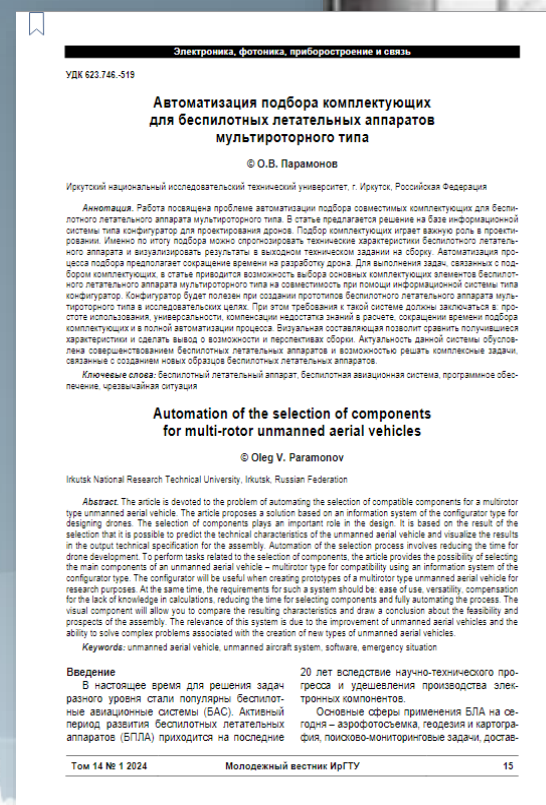 Электроника, фотоника, приборостроение и связь
УДК 623.746.-519
Автоматизация подбора комплектующих
для беспилотных летательных аппаратов
мультироторного типа
© О.В. Парамонов
Иркутский национальный исследовательский технический университет, г. Иркутск, Российская Федерация
Аннотация. Работа посвящена проблеме автоматизации подбора совместимых комплектующих для беспи-
лотного летательного аппарата мультироторного типа. В статье предлагается решение на базе информационной
системы типа конфигуратор для проектирования дронов. Подбор комплектующих играет важную роль в проекти-
ровании. Именно по итогу подбора можно спрогнозировать технические характеристики беспилотного летатель-
ного аппарата и визуализировать результаты в выходном техническом задании на сборку. Автоматизация про-
цесса подбора предполагает сокращение времени на разработку дрона. Для выполнения задач, связанных с под-
бором комплектующих, в статье приводится возможность выбора основных комплектующих элементов беспилот-
ного летательного аппарата мультироторного типа на совместимость при помощи информационной системы типа
конфигуратор. Конфигуратор будет полезен при создании прототипов беспилотного летательного аппарата муль-
тироторного типа в исследовательских целях. При этом требования к такой системе должны заключаться в про-
стоте использования, универсальности, компенсации недостатка знаний в расчете, сокращении времени подбора
комплектующих и в полной автоматизации процесса. Визуальная составляющая позволит сравнить получившиеся
характеристики и сделать вывод о возможности и перспективах сборки. Актуальность данной системы обуслов-
лена совершенствованием беспилотных летательных аппаратов и возможностью решать комплексные задачи,
связанные с созданием новых образцов беспилотных летательных аппаратов.
Ключевые слова: беспилотный летательный аппарат, беспилотная авиационная система, программное обес-
печение, чрезвычайная ситуация
Automation of the selection of components
for multi-rotor unmanned aerial vehicles
© Oleg V. Paramonov
Irkutsk National Research Technical University, Irkutsk, Russian Federation
Abstract. The article is devoted to the problem of automating the selection of compatible components for a multirotor
type unmanned aerial vehicle. The article proposes a solution based on an information system of the configurator type for
designing drones. The selection of components plays an important role in the design. It is based on the result of the
selection that it is possible to predict the technical characteristics of the unmanned aerial vehicle and visualize the results
in the output technical specification for the assembly. Automation of the selection process involves reducing the time for
drone development. To perform tasks related to the selection of components, the article provides the possibility of selecting
the main components of an unmanned aerial vehicle – multirotor type for compatibility using an information system of the
configurator type. The configurator will be useful when creating prototypes of a multirotor type unmanned aerial vehicle for
research purposes. At the same time, the requirements for such a system should be: ease of use, versatility, compensation
for the lack of knowledge in calculations, reducing the time for selecting components and fully automating the process. The
visual component will allow you to compare the resulting characteristics and draw a conclusion about the feasibility and
prospects of the assembly. The relevance of this system is due to the improvement of unmanned aerial vehicles and the
ability to solve complex problems associated with the creation of new types of unmanned aerial vehicles.
Keywords: unmanned aerial vehicle, unmanned aircraft system, software, emergency situation
Введение
В настоящее время для решения задач
разного уровня стали популярны беспилот-
ные авиационные системы (БАС). Активный
период развития беспилотных летательных
аппаратов (БПЛА) приходится на последние
20 лет вследствие научно-технического про-
гресса и удешевления производства элек-
тронных компонентов.
Основные сферы применения БЛА на се-
годня – аэрофотосъемка, геодезия и картогра-
фия, поисково-мониторинговые задачи, достав-
Том 14 № 1 2024
Молодежный вестник ИрГТУ
15